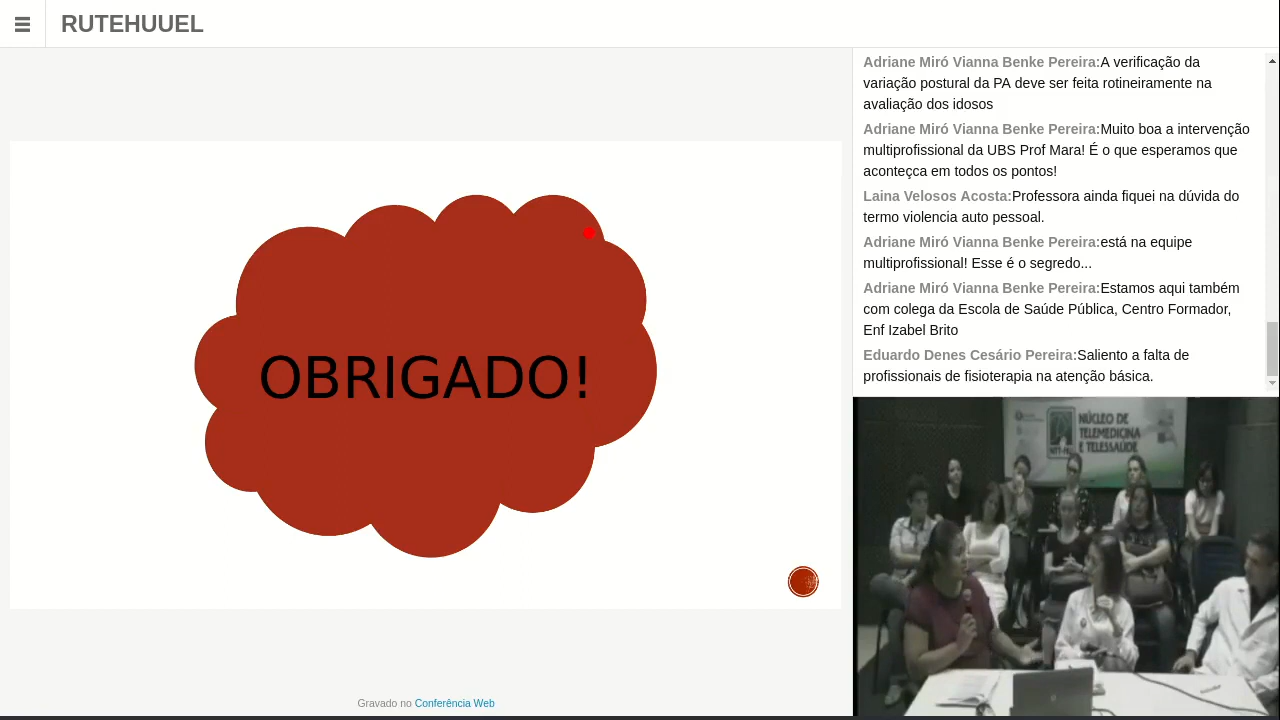 RUTEHUUEL
OBRIGADO!
Gravado no Conferência Web
Adriane Miró Vianna Benke Pereira:A verificação da
variação postural da PA deve ser feita rotineiramente na
avaliação dos idosos
Adriane Miró Vianna Benke Pereira:Muito boa a intervenção
multiprofissional da UBS Prof Mara! É o que esperamos que
aconteçca em todos os pontos!
Laina Velosos Acosta:Professora ainda fiquei na dúvida do
termo violencia auto pessoal.
Adriane Miró Vianna Benke Pereira:está na equipe
multiprofissional! Esse é o segredo...
Adriane Miró Vianna Benke Pereira:Estamos aqui também
com colega da Escola de Saúde Pública, Centro Formador,
Enf Izabel Brito
Eduardo Denes Cesário Pereira:Saliento a falta de
profissionais de fisioterapia na atenção básica.
NÚCLEO DE
TELEMEDICINA
E TELESSAÚDE